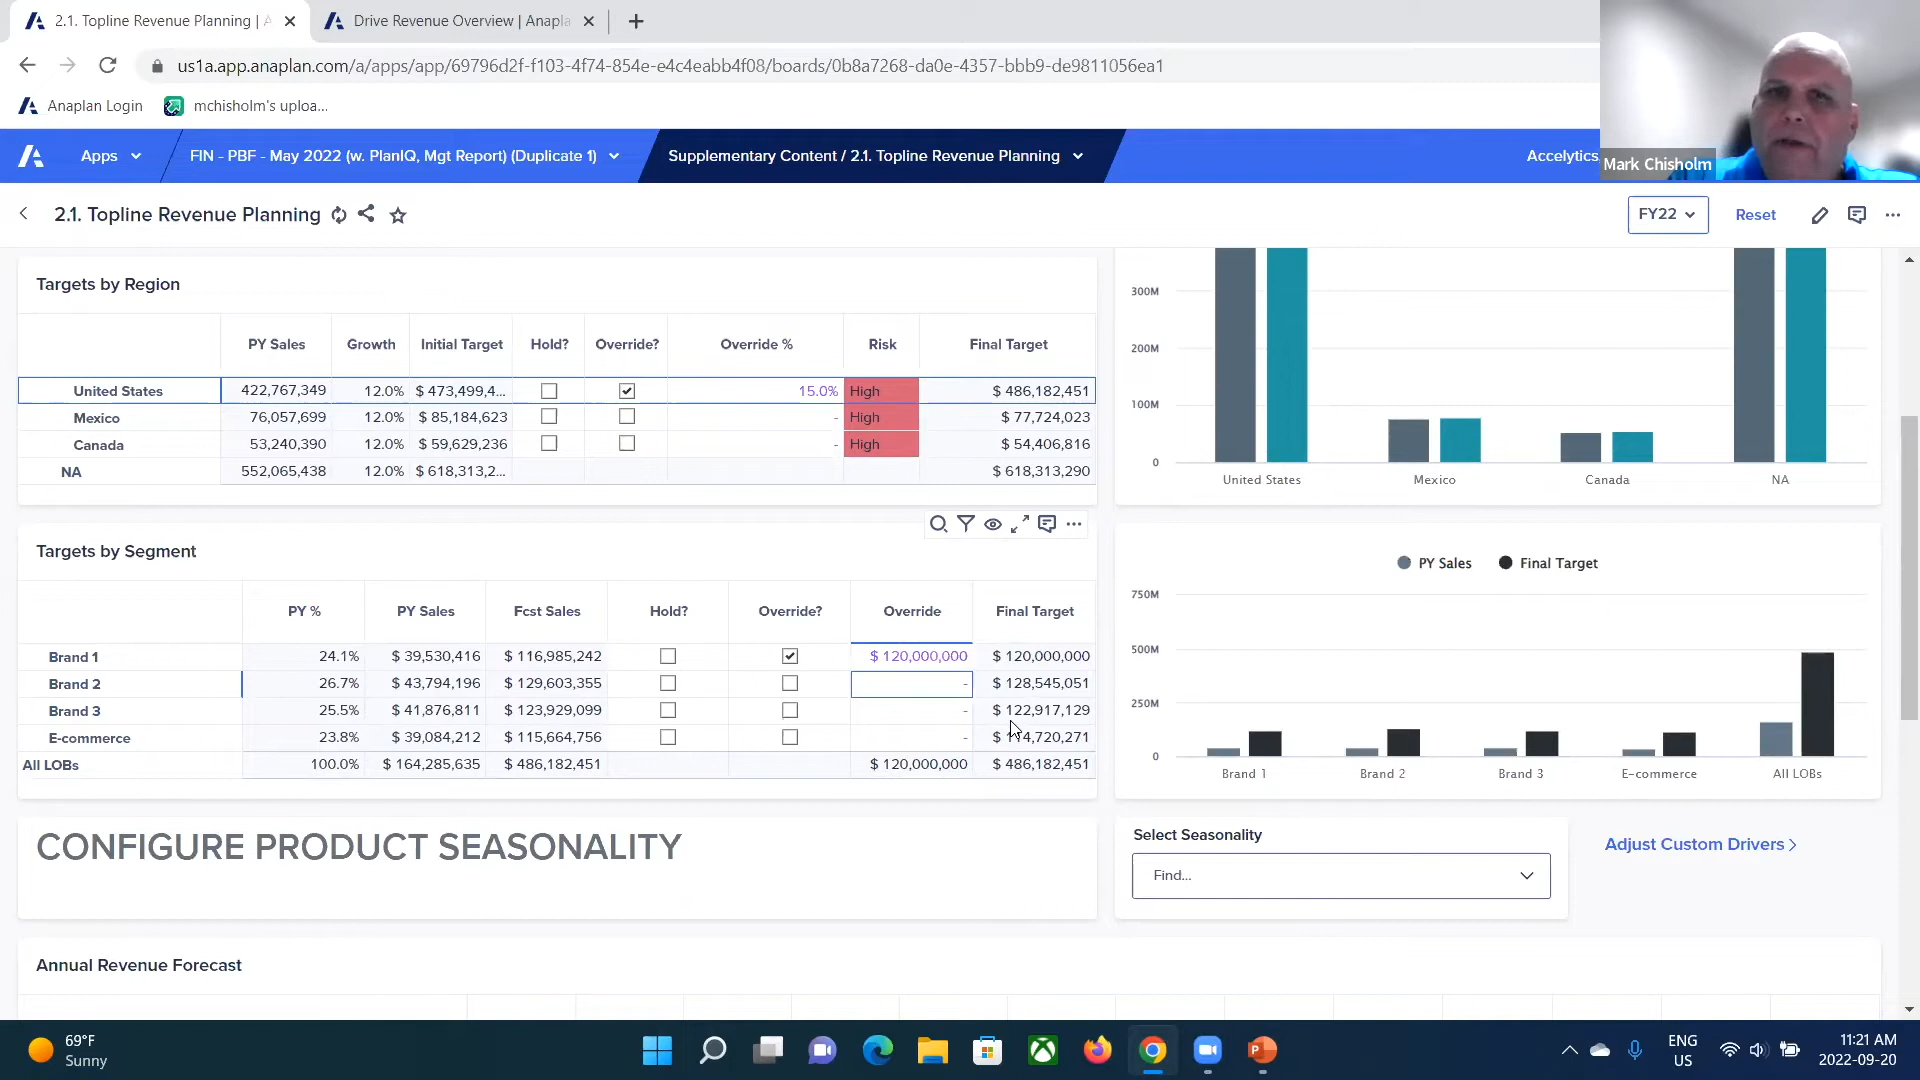 2.1. Topline Revenue Planning | A
Drive Revenue Overview | Anapla
us1a.app.anaplan.com/a/apps/app/69796d2f-f103-4f74-854e-e4c4eabb4f08/boards/0b8a7268-da0e-4357-bbb9-de9811056ea1
Anaplan Login mchisholm's uploa...
Apps FIN - PBF - May 2022 (w. PlanIQ, Mgt Report) (Duplicate 1) Supplementary Content / 2.1. Topline Revenue Planning Accelytics
Mark Chisholm
2.1. Topline Revenue Planning FY22 Reset
Targets by Region
PY Sales Growth Initial Target Hold? Override? Override % Risk Final Target
United States 422,767,349 12.0% $ 473,499,4... 15.0% High $ 486,182,451
Mexico 76,057,699 12.0% $ 85,184,623 - High $ 77,724,023
Canada 53,240,390 12.0% $ 59,629,236 - High $ 54,406,816
NA 552,065,438 12.0% $ 618,313,2... $ 618,313,290
300M
200M
100M
0
United States Mexico Canada NA
Targets by Segment
PY % PY Sales Fcst Sales Hold? Override? Override Final Target
Brand 1 24.1% $ 39,530,416 $ 116,985,242 $ 120,000,000 $ 120,000,000
Brand 2 26.7% $ 43,794,196 $ 129,603,355 - $ 128,545,051
Brand 3 25.5% $ 41,876,811 $ 123,929,099 - $ 122,917,129
E-commerce 23.8% $ 39,084,212 $ 115,664,756 - $ 114,720,271
All LOBs 100.0% $ 164,285,635 $ 486,182,451 $ 120,000,000 $ 486,182,451
PY Sales Final Target
750M
500M
250M
0
Brand 1 Brand 2 Brand 3 E-commerce All LOBs
CONFIGURE PRODUCT SEASONALITY
Select Seasonality
Find...
Adjust Custom Drivers
Annual Revenue Forecast
69°F
Sunny
ENG
US
11:21 AM
2022-09-20